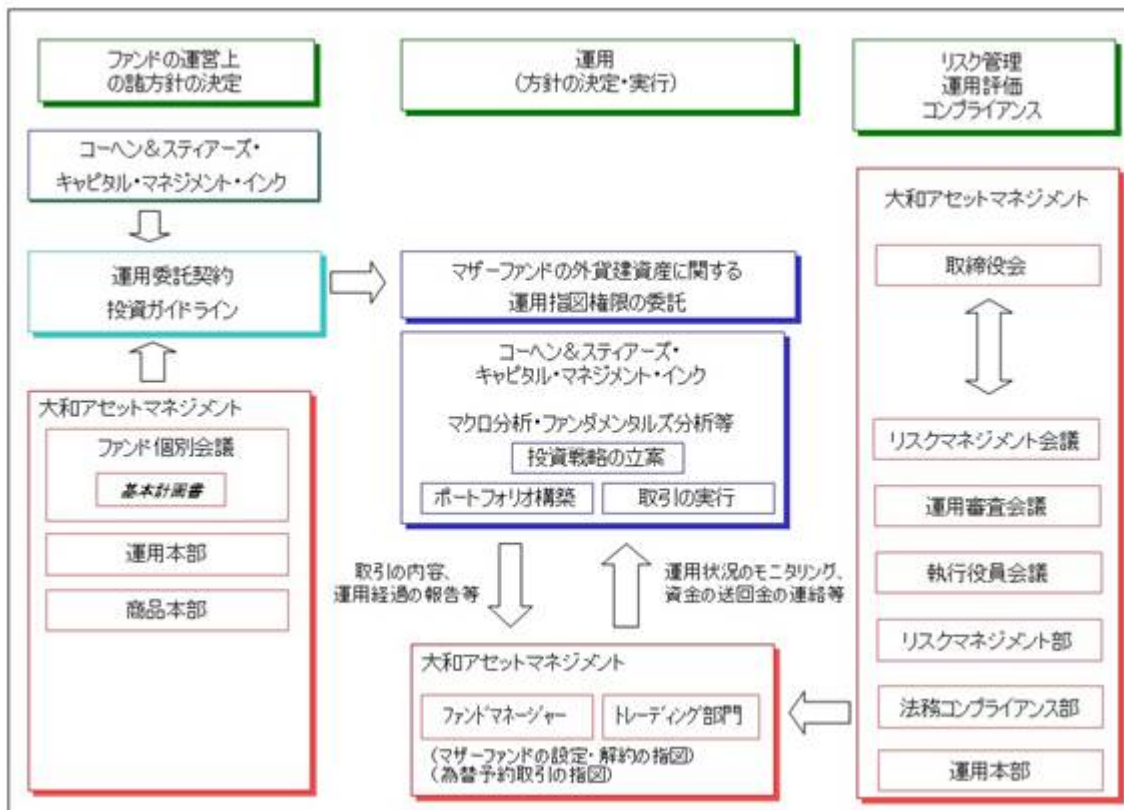 ファンドの運営上
の諸方針の決定
運用
(方針の決定・実行)
リスク管理
運用評価
コンプライアンス
コーヘン&スティアーズ・
キャピタル・マネジメント・インク
運用委託契約
投資ガイドライン
マザーファンドの外貨建資産に関する
運用指図権限の委託
コーヘン&スティアーズ・
キャピタル・マネジメント・インク
マクロ分析・ファンダメンタルズ分析等
投資戦略の立案
ポートフォリオ構築
取引の実行
大和アセットマネジメント
ファンド個別会議
基本計画書
運用本部
商品本部
取引の内容、
運用経過の報告等
運用状況のモニタリング、
資金の送回金の連絡等
大和アセットマネジメント
ファンドマネージャー
トレーディング部門
(マザーファンドの設定・解約の指図)
(為替予約取引の指図)
大和アセットマネジメント
取締役会
リスクマネジメント会議
運用審査会議
執行役員会議
リスクマネジメント部
法務コンプライアンス部
運用本部